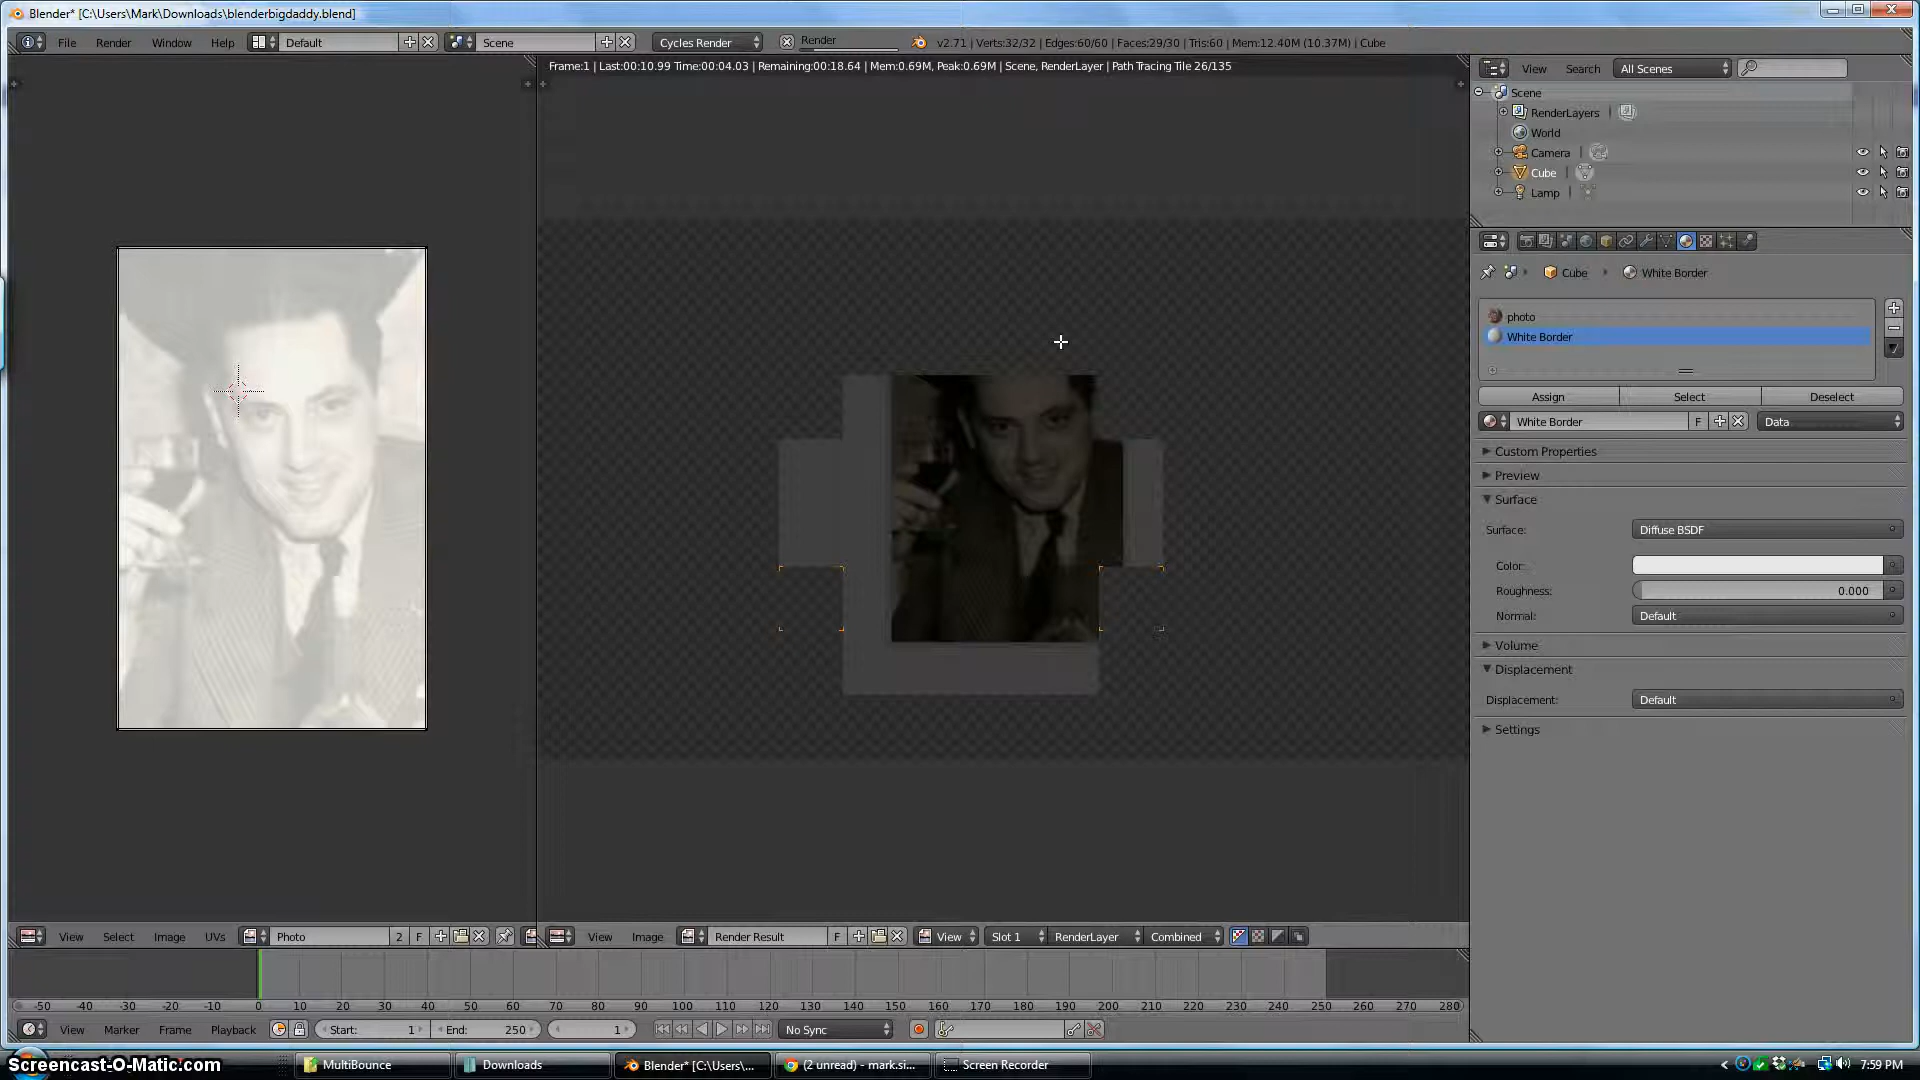 Blender* [C:\Users\Mark\Downloads\blenderbigdaddy.blend]
File Render Window Help Default Scene Cycles Render Render v2.71 | Verts:32/32 | Edges:60/60 | Faces:29/30 | Tris:60 | Mem:12.40M (10.37M) | Cube
Frame:1 | Last:00:10.99 Time:00:04.03 | Remaining:00:18.64 | Mem:0.69M, Peak:0.69M | Scene, RenderLayer | Path Tracing Tile 26/135
View Search All Scenes
Scene
RenderLayers
World
Camera
Cube
Lamp
Cube White Border
photo
White Border
Assign Select Deselect
White Border F Data
Custom Properties
Preview
Surface
Surface: Diffuse BSDF
Color:
Roughness: 0.000
Normal: Default
Volume
Displacement
Displacement: Default
Settings
View Select Image UVs Photo 2 F View Image Render Result F View Slot 1 RenderLayer Combined
-50 -40 -30 -20 -10 0 10 20 30 40 50 60 70 80 90 100 110 120 130 140 150 160 170 180 190 200 210 220 230 240 250 260 270 280
View Marker Frame Playback Start: 1 End: 250 1 No Sync
Screencast-O-Matic.com MultiBounce Downloads Blender* [C:\Users\... (2 unread) - mark.si... Screen Recorder 7:59 PM